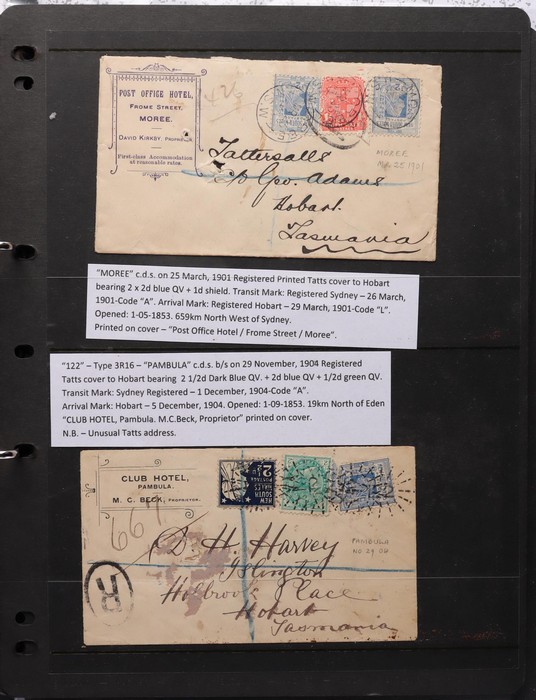 POST OFFICE HOTEL,
FROME STREET,
MOREE.
DAVID KIRKBY, PROPRIETOR.
First-class Accommodation
at reasonable rates.
Tattersalls
C/o Geo. Adams
Hobart
Tasmania
MOREE
"MOREE" c.d.s. on 25 March, 1901 Registered Printed Tatts cover to Hobart
bearing 2 x 2d blue QV + 1d shield. Transit Mark: Registered Sydney – 26 March,
1901-Code "A". Arrival Mark: Registered Hobart – 29 March, 1901-Code "L".
Opened: 1-05-1853. 659km North West of Sydney.
Printed on cover – "Post Office Hotel / Frome Street / Moree".
"122" – Type 3R16 – "PAMBULA" c.d.s. b/s on 29 November, 1904 Registered
Tatts cover to Hobart bearing 2 1/2d Dark Blue QV. + 2d blue QV + 1/2d green QV.
Transit Mark: Sydney Registered – 1 December, 1904-Code "A".
Arrival Mark: Hobart – 5 December, 1904. Opened: 1-09-1853. 19km North of Eden
"CLUB HOTEL, Pambula. M.C.Beck, Proprietor" printed on cover.
N.B. – Unusual Tatts address.
CLUB HOTEL,
PAMBULA.
M. C. BECK, PROPRIETOR.
NEW
SOUTH
WALES
POSTAGE
D H. Harvey
Islington
Holbrook Place
Hobart
Tasmania
PAMBULA
NO 29 04
R